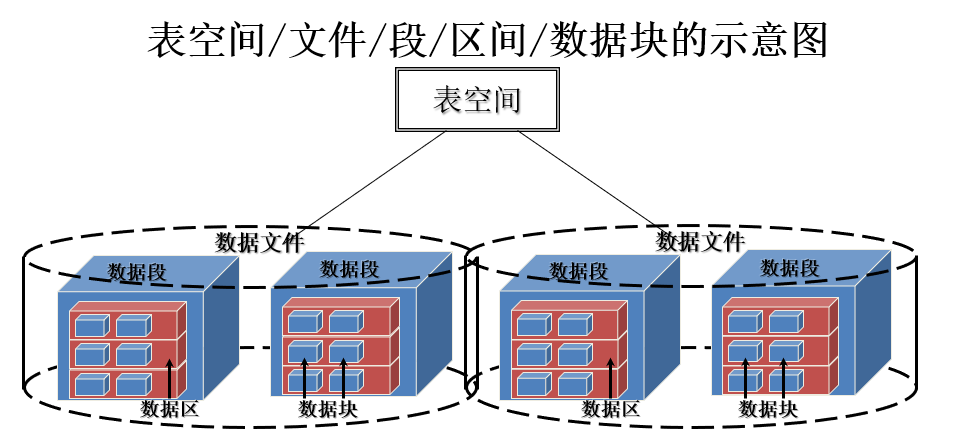 表空间/文件/段/区间/数据块的示意图
表空间
数据文件
数据文件
数据段
数据段
数据段
数据段
数据区
数据块
数据区
数据块